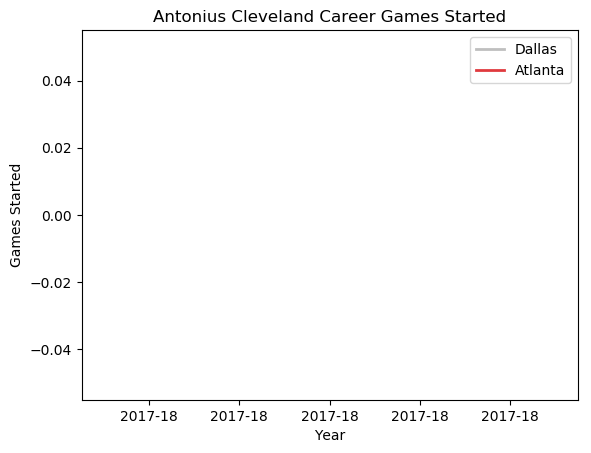 Antonius Cleveland Career Games Started
Dallas
Atlanta
0.04
0.02
0.00
−0.02
−0.04
Games Started
2017-18 2017-18 2017-18 2017-18 2017-18
Year